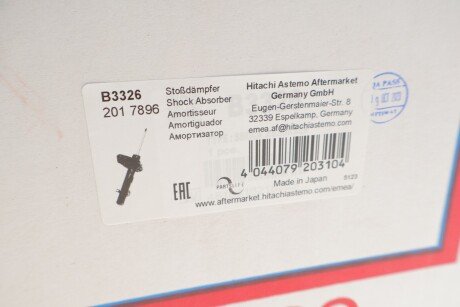 B3326
201 7896
Stoßdämpfer
Shock Absorber
Amortisseur
Amortiguador
Амортизатор
Hitachi Astemo Aftermarket
Germany GmbH
Eugen-Gerstenmaier-Str. 8
32339 Espelkamp, Germany
emea.af@hitachiastemo.com
4 044079 203104
EAC
Made in Japan
5123
www.aftermarket.hitachiastemo.com/emea/